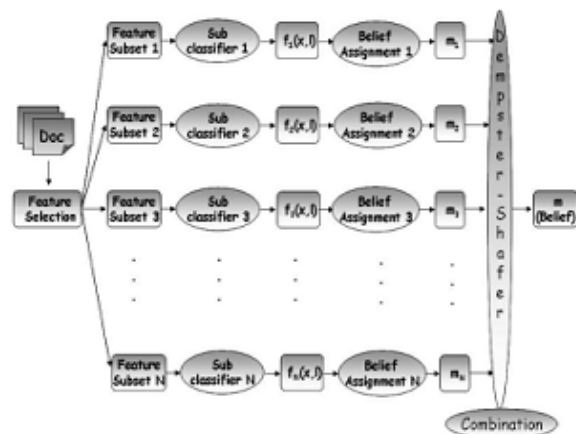 Doc
Feature
Selection
Feature
Subset 1
Sub
classifier 1
f₁(x,l)
Belief
Assignment 1
m₁
Feature
Subset 2
Sub
classifier 2
f₂(x,l)
Belief
Assignment 2
m₂
Feature
Subset 3
Sub
classifier 3
f₃(x,l)
Belief
Assignment 3
m₃
Feature
Subset N
Sub
classifier N
Belief
Assignment N
Dempster-Shafer
Combination
m
(Belief)